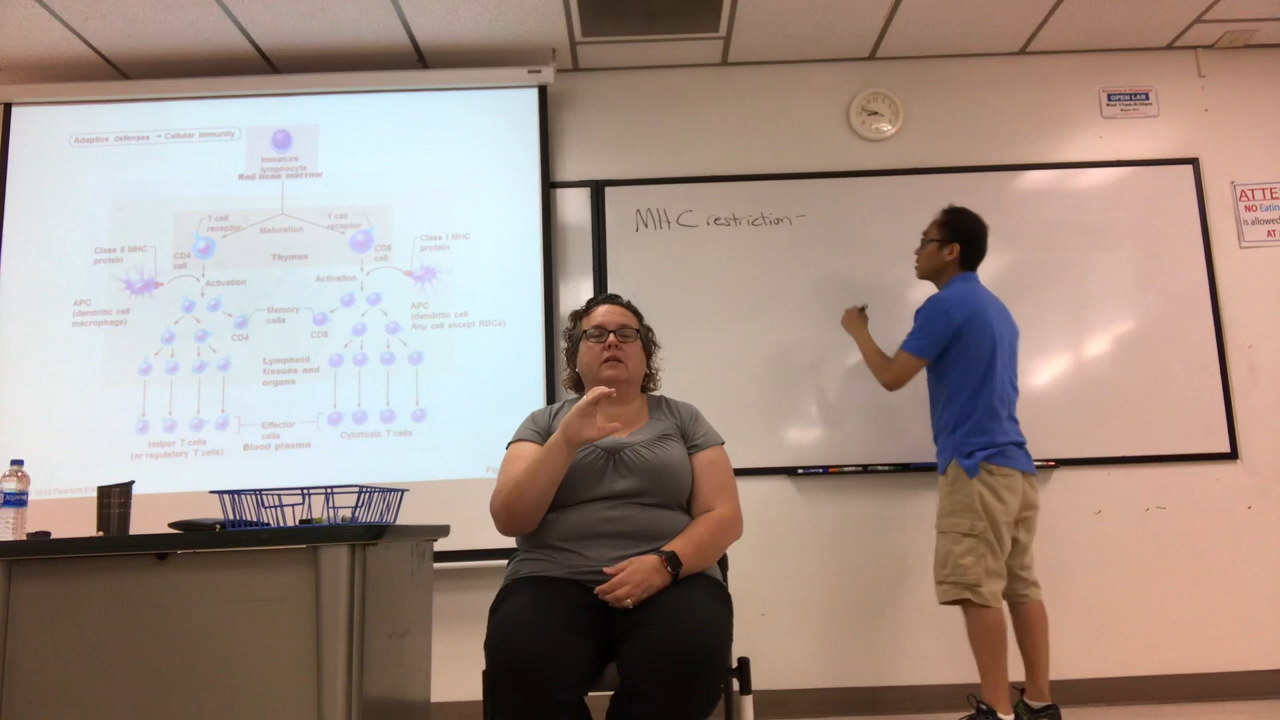 Adaptive defenses → Cellular immunity
Immature
lymphocyte
Red bone marrow
T cell
receptor
T cell
receptor
Maturation
Class II MHC
protein
CD4
cell
Thymus
CD8
cell
Class I MHC
protein
Activation
Activation
APC
(dendritic cell
macrophage)
Memory
cells
CD4
CD8
APC
(dendritic cell
Any cell except RBCs)
Lymphoid
tissues and
organs
Effector
cells
Blood plasma
Helper T cells
(or regulatory T cells)
Cytotoxic T cells
MHC restriction-
OPEN LAB
ATTE
NO Eatin
is allowed
AT